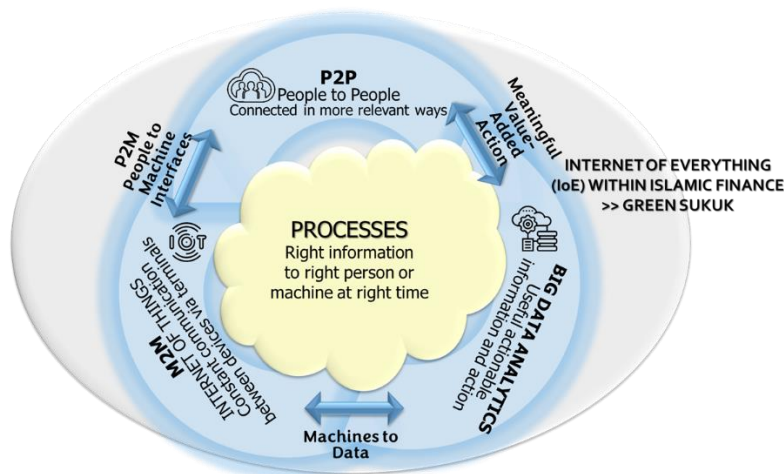 P2P
People to People
Connected in more relevant ways
P2M
People to
Machine
Interfaces
Meaningful
Value-
Added
Action
INTERNET OF EVERYTHING
(IoE) WITHIN ISLAMIC FINANCE
>> GREEN SUKUK
PROCESSES
Right information
to right person or
machine at right time
IOT
M2M
INTERNET OF THINGS
Constant communication
between devices via terminals
BIG DATA ANALYTICS
Useful actionable
information and action
Machines to
Data